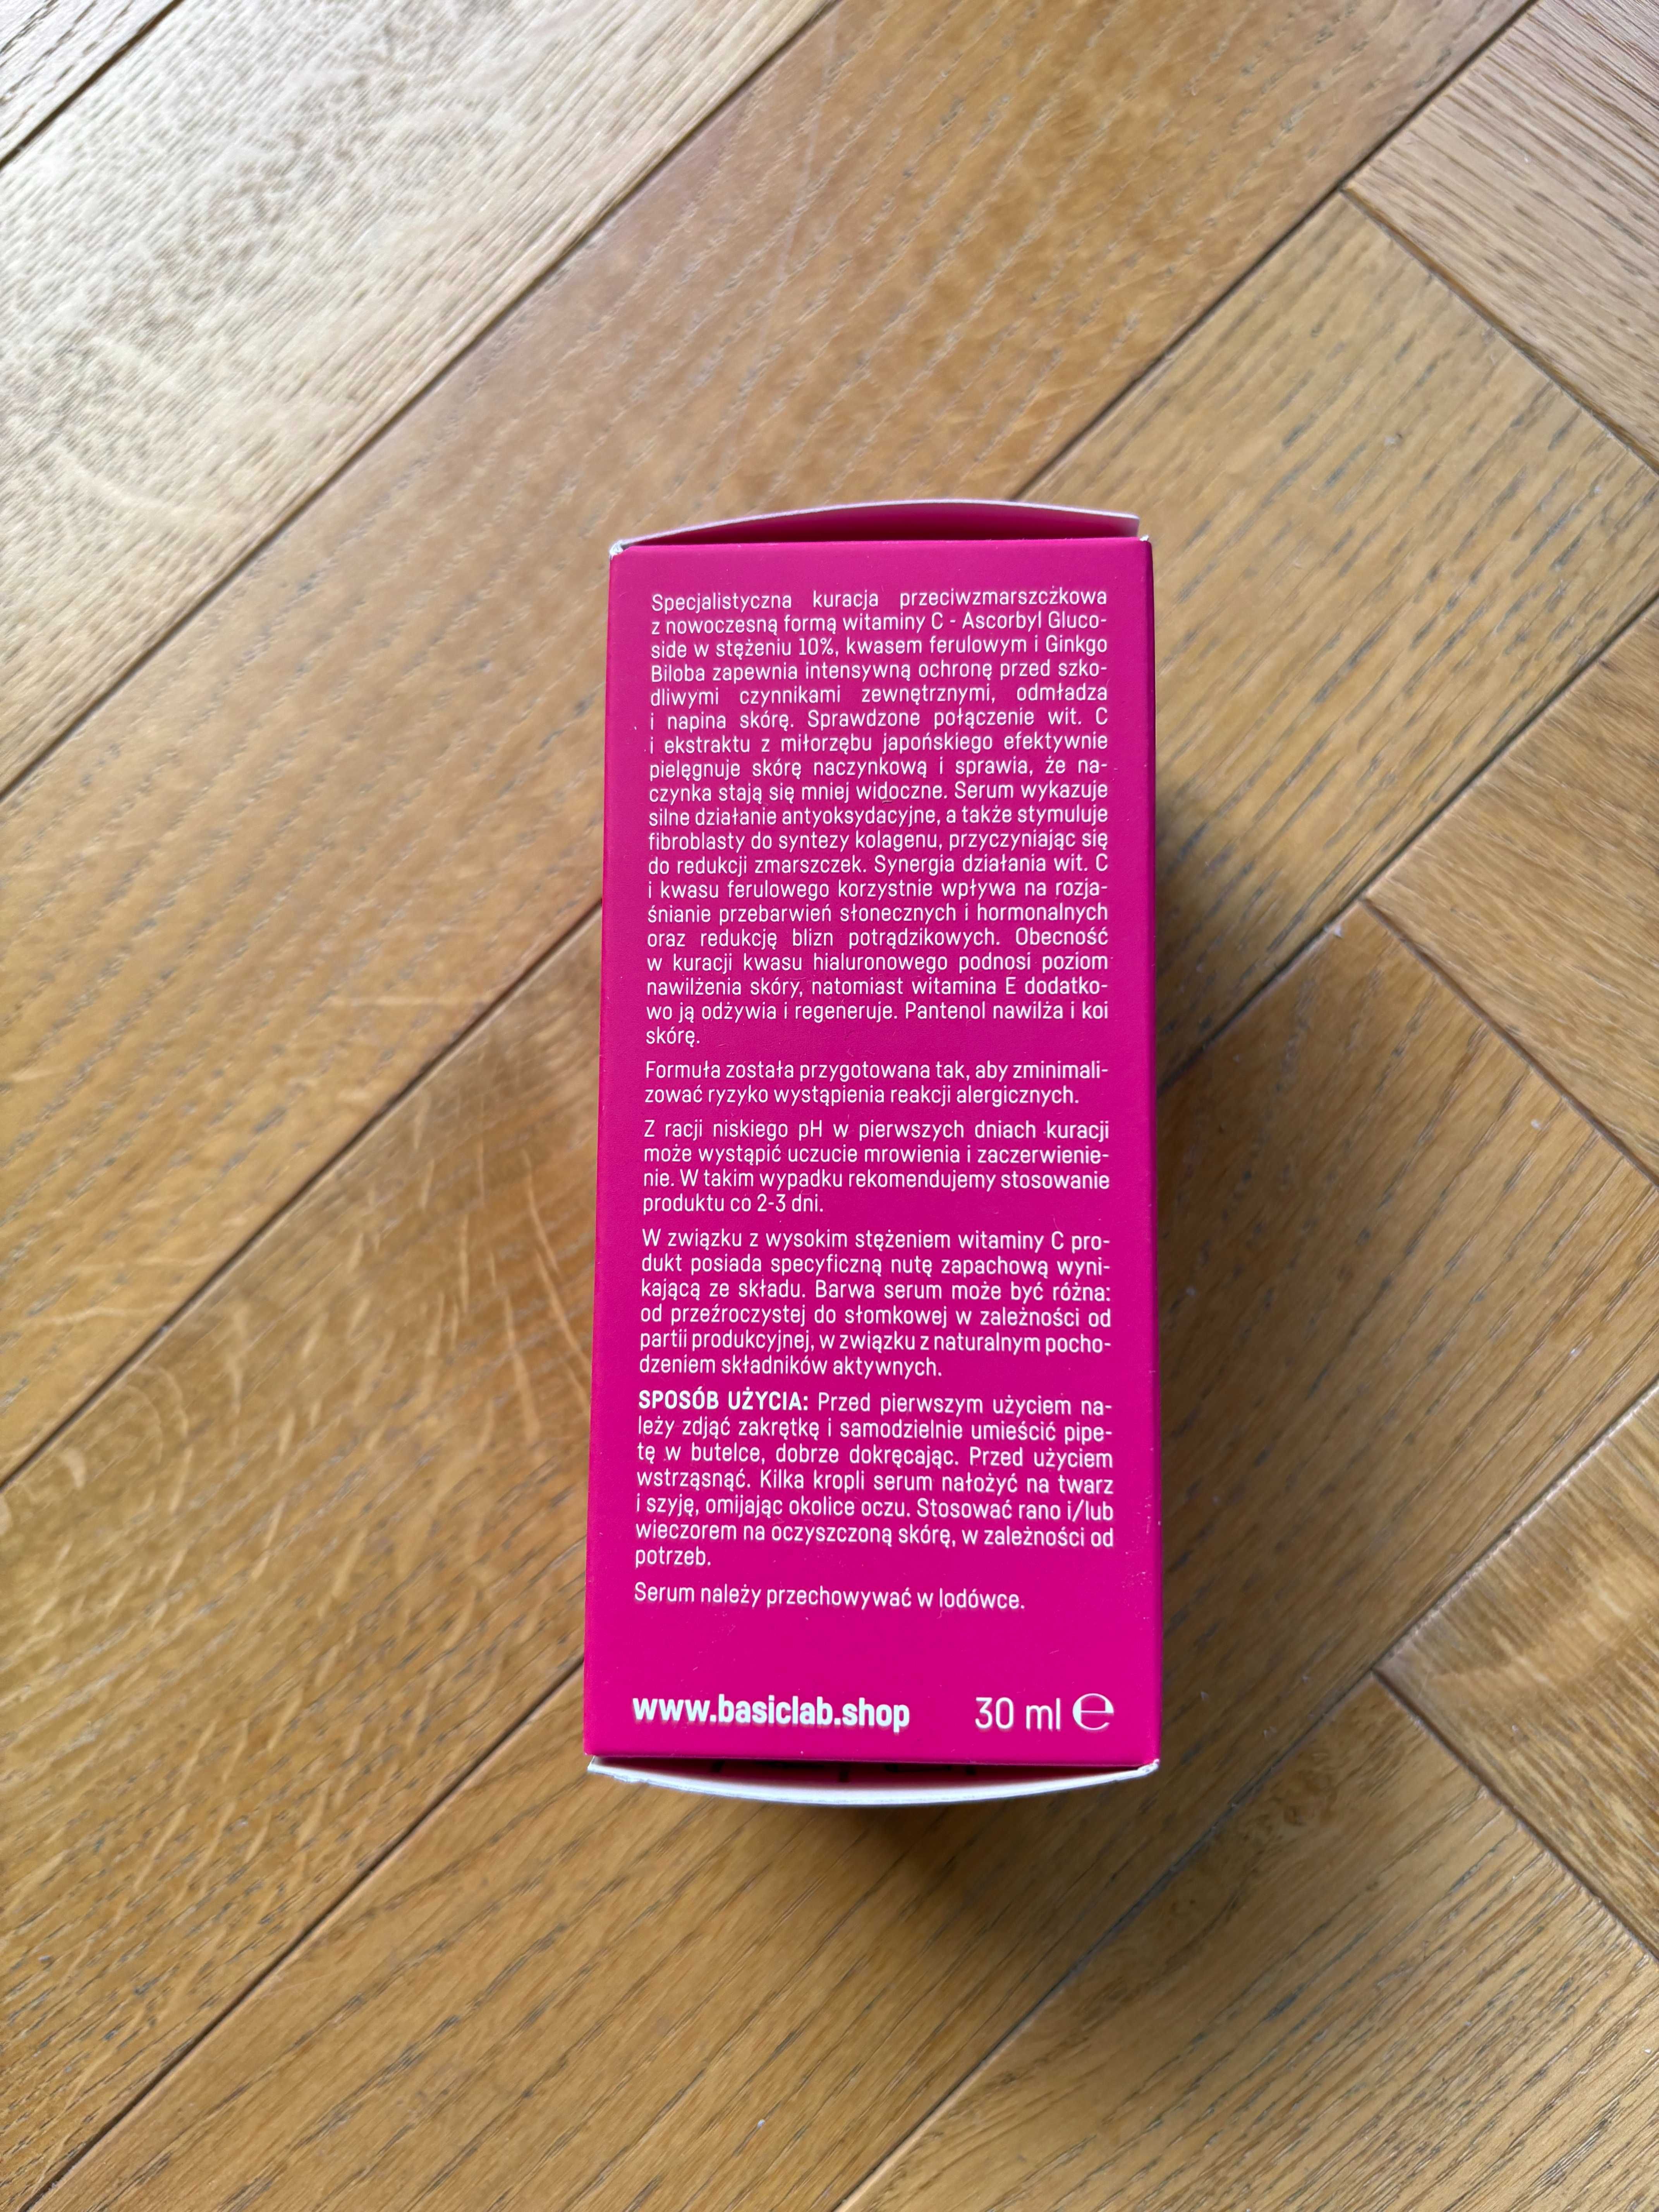 Specjalistyczna kuracja przeciwzmarszczkowa
z nowoczesną formą witaminy C - Ascorbyl Gluco-
side w stężeniu 10%, kwasem ferulowym i Ginkgo
Biloba zapewnia intensywną ochronę przed szko-
dliwymi czynnikami zewnętrznymi, odmładza
i napina skórę. Sprawdzone połączenie wit. C
i ekstraktu z miłorzębu japońskiego efektywnie
pielęgnuje skórę naczynkową i sprawia, że na-
czynka stają się mniej widoczne. Serum wykazuje
silne działanie antyoksydacyjne, a także stymuluje
fibroblasty do syntezy kolagenu, przyczyniając się
do redukcji zmarszczek. Synergia działania wit. C
i kwasu ferulowego korzystnie wpływa na rozja-
śnianie przebarwień słonecznych i hormonalnych
oraz redukcję blizn potrądzikowych. Obecność
w kuracji kwasu hialuronowego podnosi poziom
nawilżenia skóry, natomiast witamina E dodatko-
wo ją odżywia i regeneruje. Pantenol nawilża i koi
skórę.
Formuła została przygotowana tak, aby zminimali-
zować ryzyko wystąpienia reakcji alergicznych.
Z racji niskiego pH w pierwszych dniach kuracji
może wystąpić uczucie mrowienia i zaczerwienie-
nie. W takim wypadku rekomendujemy stosowanie
produktu co 2-3 dni.
W związku z wysokim stężeniem witaminy C pro-
dukt posiada specyficzną nutę zapachową wyni-
kającą ze składu. Barwa serum może być różna:
od przeźroczystej do słomkowej w zależności od
partii produkcyjnej, w związku z naturalnym pocho-
dzeniem składników aktywnych.
SPOSÓB UŻYCIA: Przed pierwszym użyciem na-
leży zdjąć zakrętkę i samodzielnie umieścić pipe-
tę w butelce, dobrze dokręcając. Przed użyciem
wstrząsnąć. Kilka kropli serum nałożyć na twarz
i szyję, omijając okolice oczu. Stosować rano i/lub
wieczorem na oczyszczoną skórę, w zależności od
potrzeb.
Serum należy przechowywać w lodówce.
www.basiclab.shop 30 ml ℮